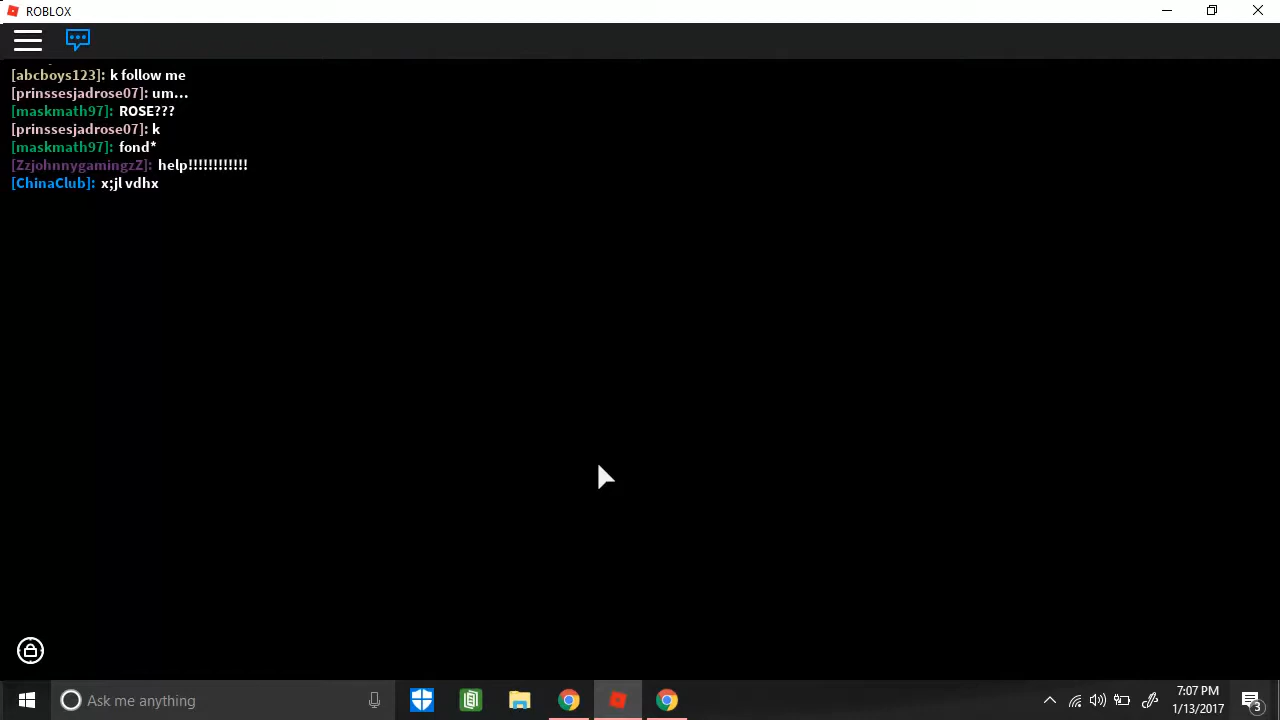 ROBLOX
[abcboys123]: k follow me
[prinssesjadrose07]: um...
[maskmath97]: ROSE???
[prinssesjadrose07]: k
[maskmath97]: fond*
[ZzjohnnygamingzZ]: help!!!!!!!!!!!!
[ChinaClub]: x;jl vdhx
Ask me anything
7:07 PM
1/13/2017
3